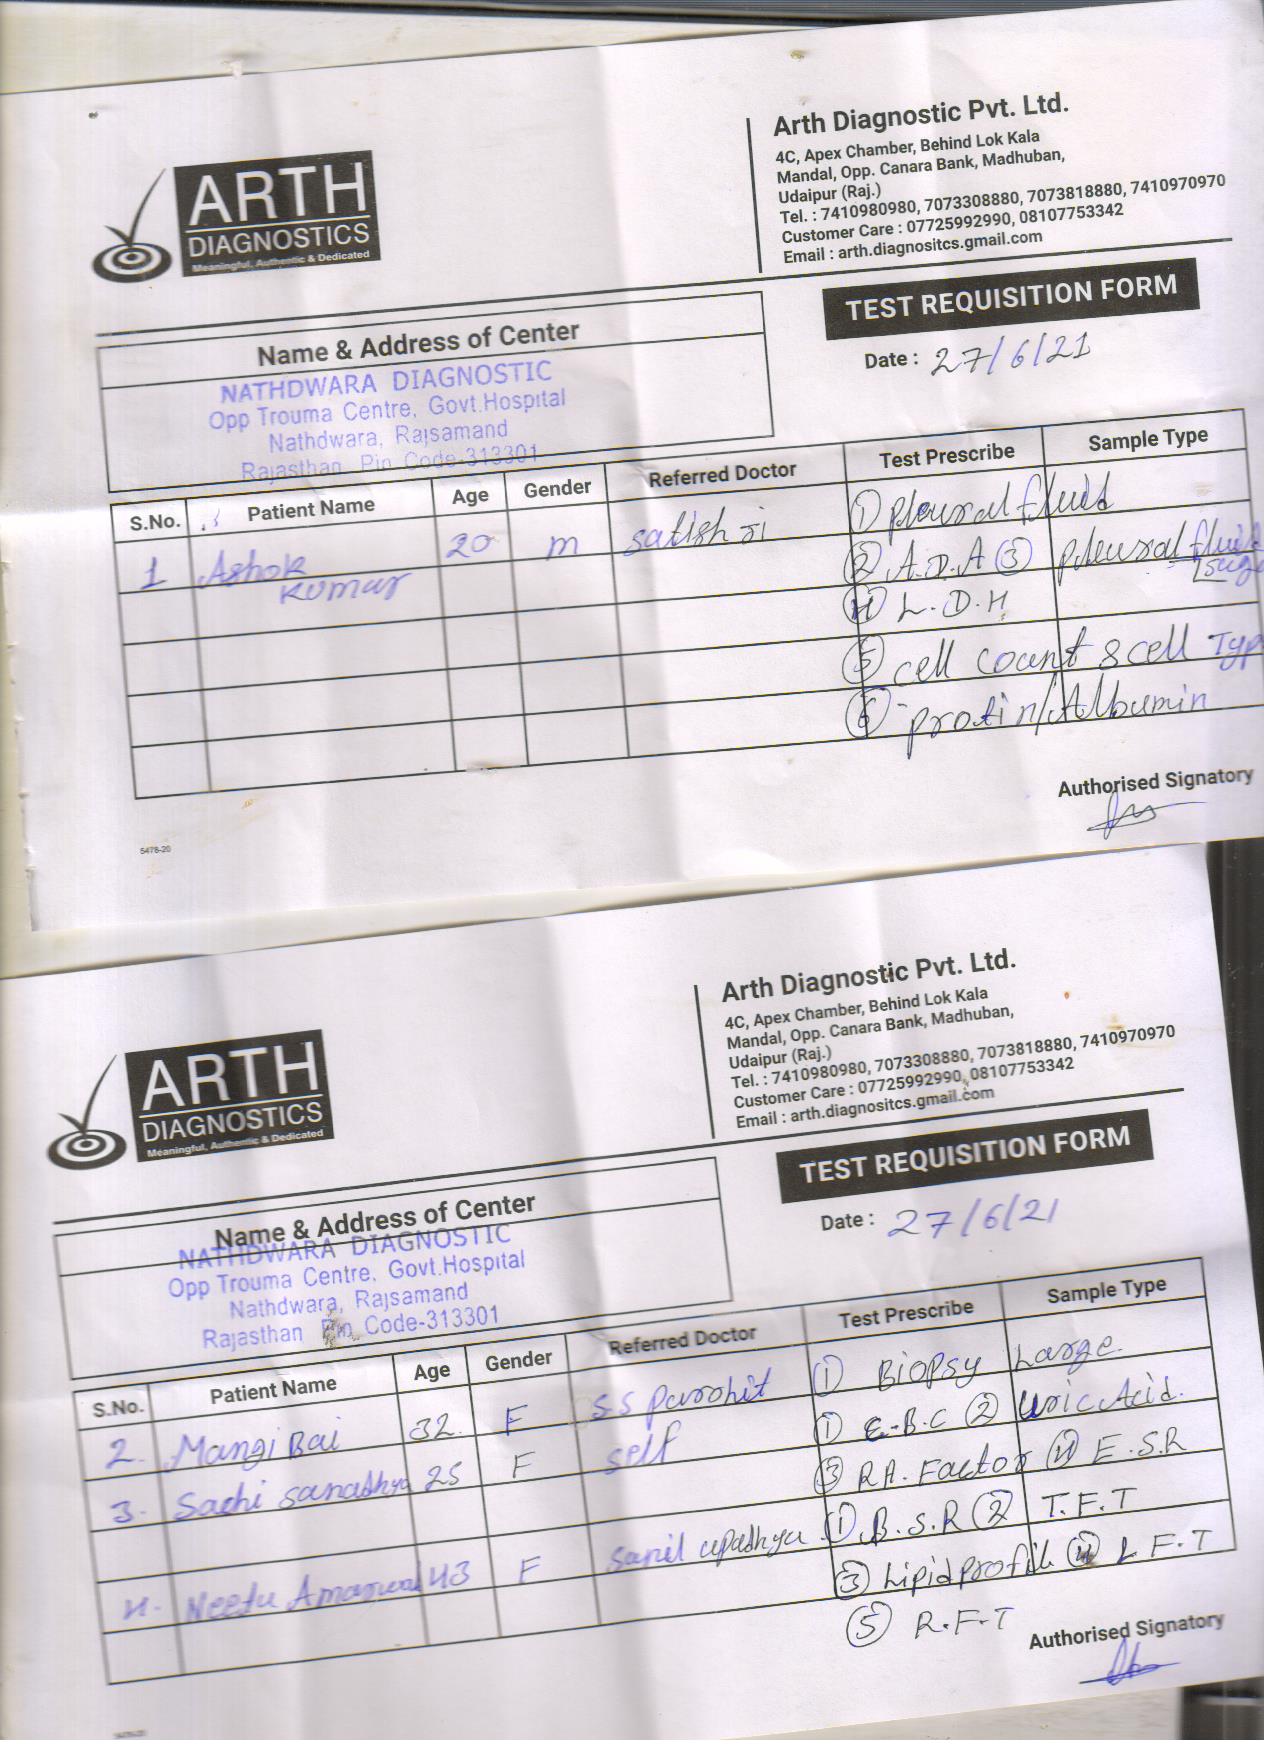 ARTH
DIAGNOSTICS
Meaningful, Authentic & Dedicated
Arth Diagnostic Pvt. Ltd.
4C, Apex Chamber, Behind Lok Kala
Mandal, Opp. Canara Bank, Madhuban,
Udaipur (Raj.)
Tel. : 7410980980, 7073308880, 7073818880, 7410970970
Customer Care : 07725992990, 08107753342
Email : arth.diagnositcs.gmail.com
TEST REQUISITION FORM
Date : 27/6/21
Name & Address of Center
NATHDWARA DIAGNOSTIC
Opp Trouma Centre, Govt.Hospital
Nathdwara, Rajsamand
Rajasthan Pin Code-313301
S.No. Patient Name Age Gender Referred Doctor Test Prescribe Sample Type
1 Ashok Kumar 20 m satish ji ① pleural fluid
② A.D.A ③ pleural fluid
④ L.D.H
⑤ cell count & cell Typ
⑥ protin/Albumin
Authorised Signatory
5478-20
ARTH
DIAGNOSTICS
Meaningful, Authentic & Dedicated
Arth Diagnostic Pvt. Ltd.
4C, Apex Chamber, Behind Lok Kala
Mandal, Opp. Canara Bank, Madhuban,
Udaipur (Raj.)
Tel. : 7410980980, 7073308880, 7073818880, 7410970970
Customer Care : 07725992990, 08107753342
Email : arth.diagnositcs.gmail.com
TEST REQUISITION FORM
Date : 27/6/21
Name & Address of Center
NATHDWARA DIAGNOSTIC
Opp Trouma Centre, Govt.Hospital
Nathdwara, Rajsamand
Rajasthan Pin Code-313301
S.No. Patient Name Age Gender Referred Doctor Test Prescribe Sample Type
2. Mangi Bai 32 F S.S Purohit ① Biopsy Large
3. Sachi sanadhya 25 F self ① C.B.C ② Uric Acid.
③ RA. Factor ④ E.S.R
4. Neetu 43 F sunil upadhya ① B.S.R ② T.F.T
③ Lipid profile ④ L.F.T
⑤ R.F.T
Authorised Signatory